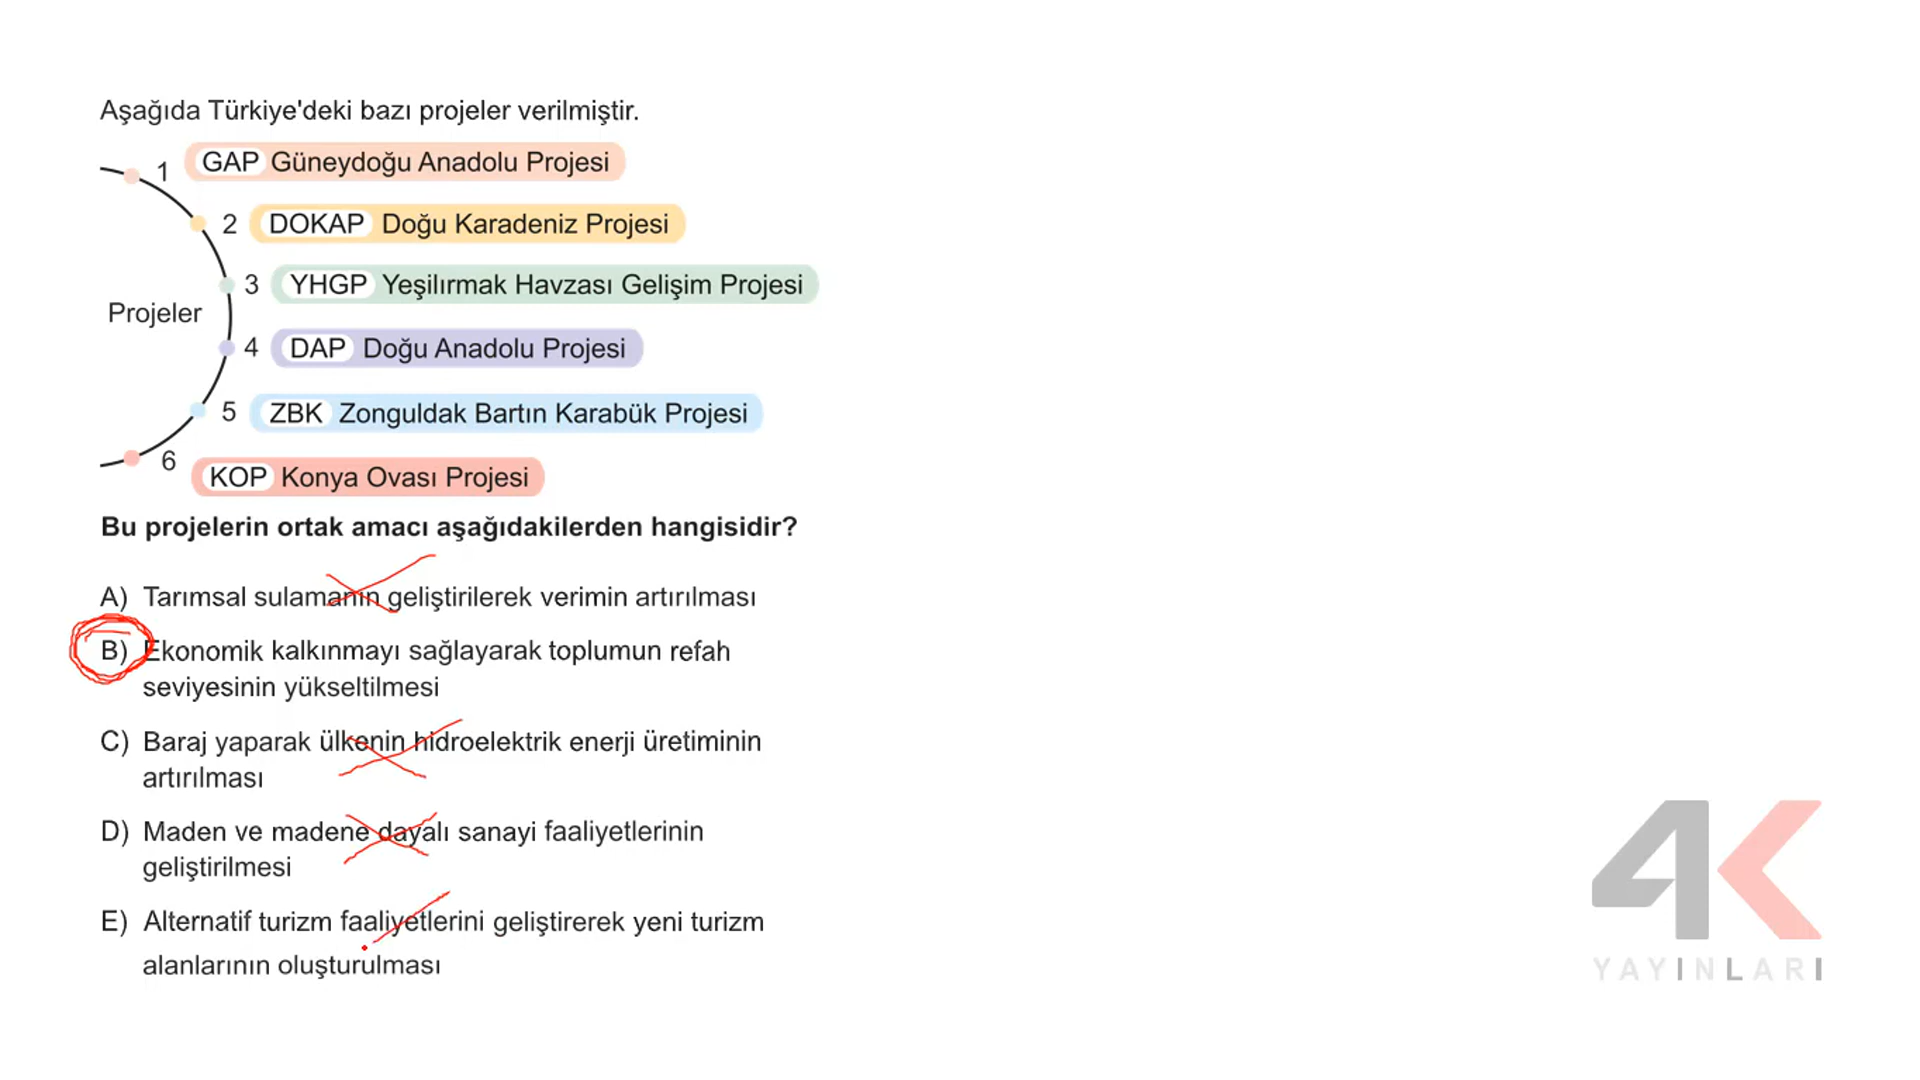 Aşağıda Türkiye'deki bazı projeler verilmiştir.
1 GAP Güneydoğu Anadolu Projesi
2 DOKAP Doğu Karadeniz Projesi
3 YHGP Yeşilırmak Havzası Gelişim Projesi
Projeler
4 DAP Doğu Anadolu Projesi
5 ZBK Zonguldak Bartın Karabük Projesi
6 KOP Konya Ovası Projesi
Bu projelerin ortak amacı aşağıdakilerden hangisidir?
A) Tarımsal sulamanın geliştirilerek verimin artırılması
B) Ekonomik kalkınmayı sağlayarak toplumun refah
seviyesinin yükseltilmesi
C) Baraj yaparak ülkenin hidroelektrik enerji üretiminin
artırılması
D) Maden ve madene dayalı sanayi faaliyetlerinin
geliştirilmesi
E) Alternatif turizm faaliyetlerini geliştirerek yeni turizm
alanlarının oluşturulması
4K
YAYINLARI